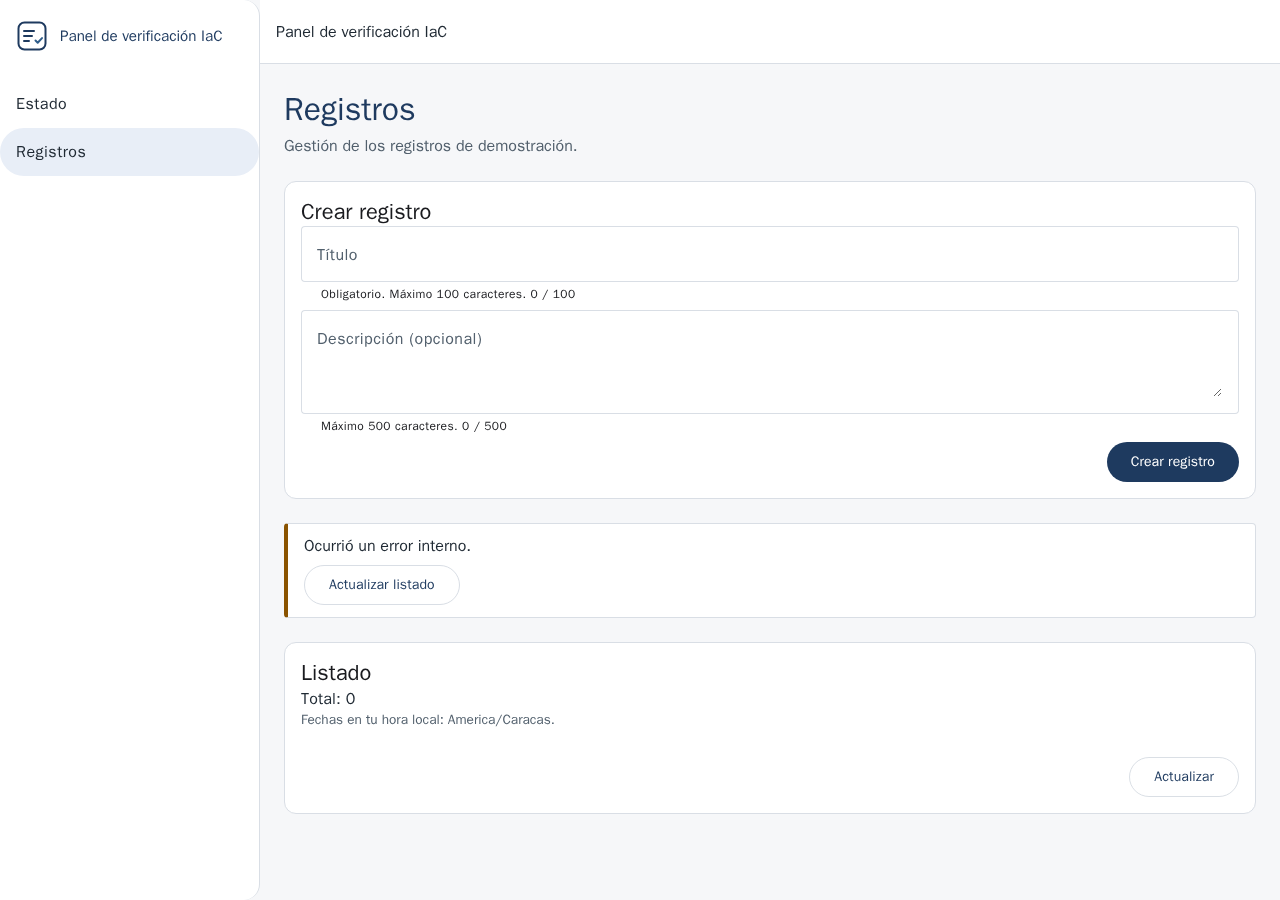 Panel de verificación IaC
Panel de verificación IaC
Estado
Registros
Registros
Gestión de los registros de demostración.
Crear registro
Título
Obligatorio. Máximo 100 caracteres. 0 / 100
Descripción (opcional)
Máximo 500 caracteres. 0 / 500
Crear registro
Ocurrió un error interno.
Actualizar listado
Listado
Total: 0
Fechas en tu hora local: America/Caracas.
Actualizar